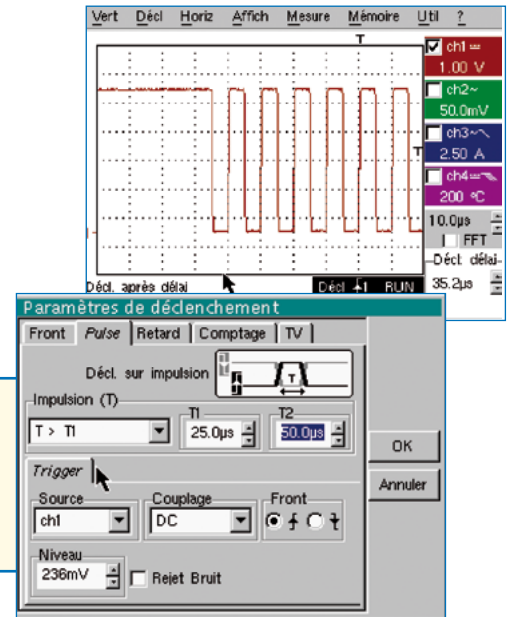 Vert Décl Horiz Affich Mesure Mémoire Util ?
T
ch1
1.00 V
ch2~
50.0mV
ch3~
T
2.50 A
ch4
200 °C
10.0µs
FFT
Décl. délai
35.2µs
Décl. après délai
Décl 1 RUN
Paramètres de déclenchement
Front Pulse Retard Comptage TV
Décl. sur impulsion
T
Impulsion (T)
T1
T2
T > T1
25.0µs
50.0µs
OK
Trigger
Annuler
Source
Couplage
Front
ch1
DC
Niveau
236mV
Rejet Bruit